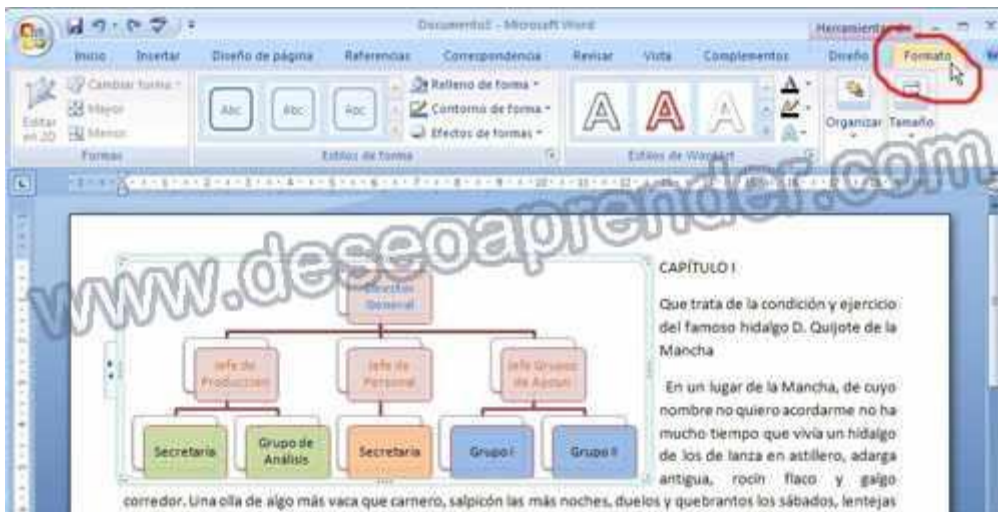 Documento2 - Microsoft Word
Herramientas de
Inicio Insertar Diseño de página Referencias Correspondencia Revisar Vista Complementos Diseño Formato
Editar en 2D
Cambiar forma
Mayor
Menor
Formas
Abc Abc Abc
Relleno de forma
Contorno de forma
Efectos de formas
Estilos de forma
A A A
Estilos de WordArt
Organizar Tamaño
www.deseoaprender.com
Director
General
Jefe de
Producción
Jefe de
Personal
Jefe Grupos
de Apoyo
Secretaria
Grupo de
Análisis
Secretaria
Grupo I
Grupo II
CAPÍTULO I
Que trata de la condición y ejercicio
del famoso hidalgo D. Quijote de la
Mancha
En un lugar de la Mancha, de cuyo
nombre no quiero acordarme no ha
mucho tiempo que vivía un hidalgo
de los de lanza en astillero, adarga
antigua, rocín flaco y galgo
corredor. Una olla de algo más vaca que carnero, salpicón las más noches, duelos y quebrantos los sábados, lentejas